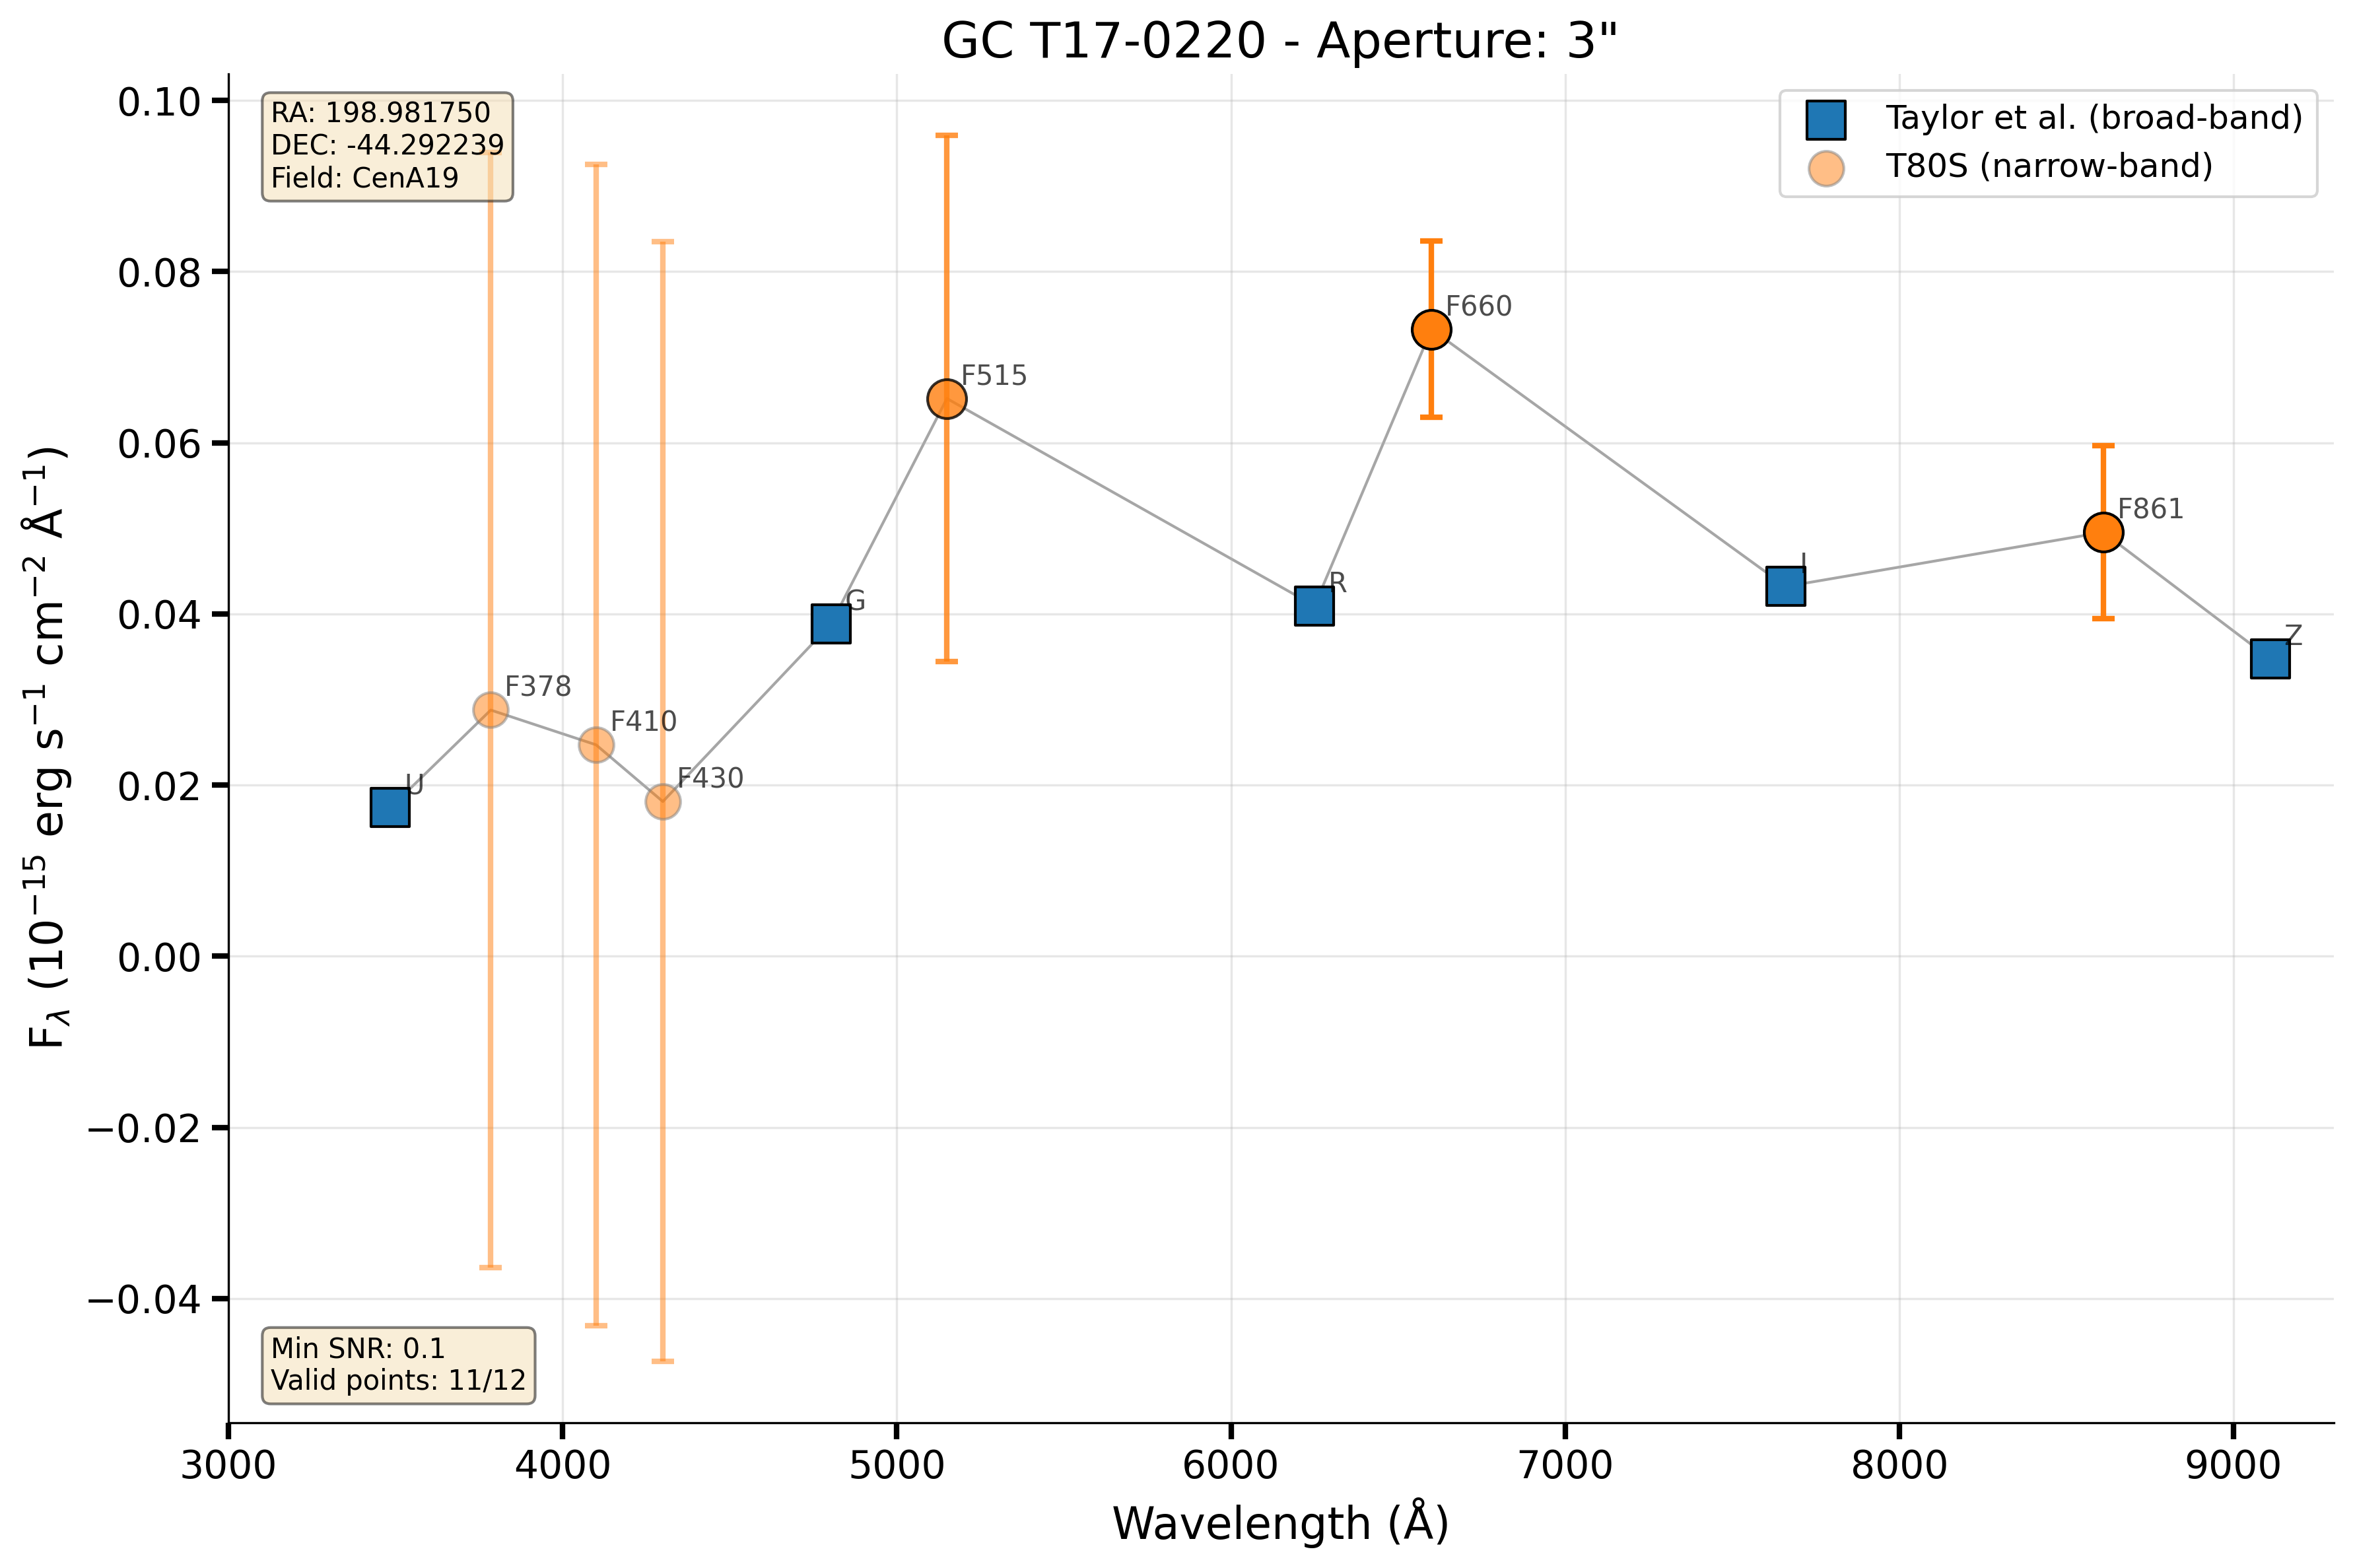 GC T17-0220 - Aperture: 3"
RA: 198.981750
DEC: -44.292239
Field: CenA19
Taylor et al. (broad-band)
T80S (narrow-band)
0.10
0.08
0.06
0.04
0.02
0.00
−0.02
−0.04
F_λ (10⁻¹⁵ erg s⁻¹ cm⁻² Å⁻¹)
U
F378
F410
F430
G
F515
R
F660
I
F861
Z
Min SNR: 0.1
Valid points: 11/12
3000 4000 5000 6000 7000 8000 9000
Wavelength (Å)